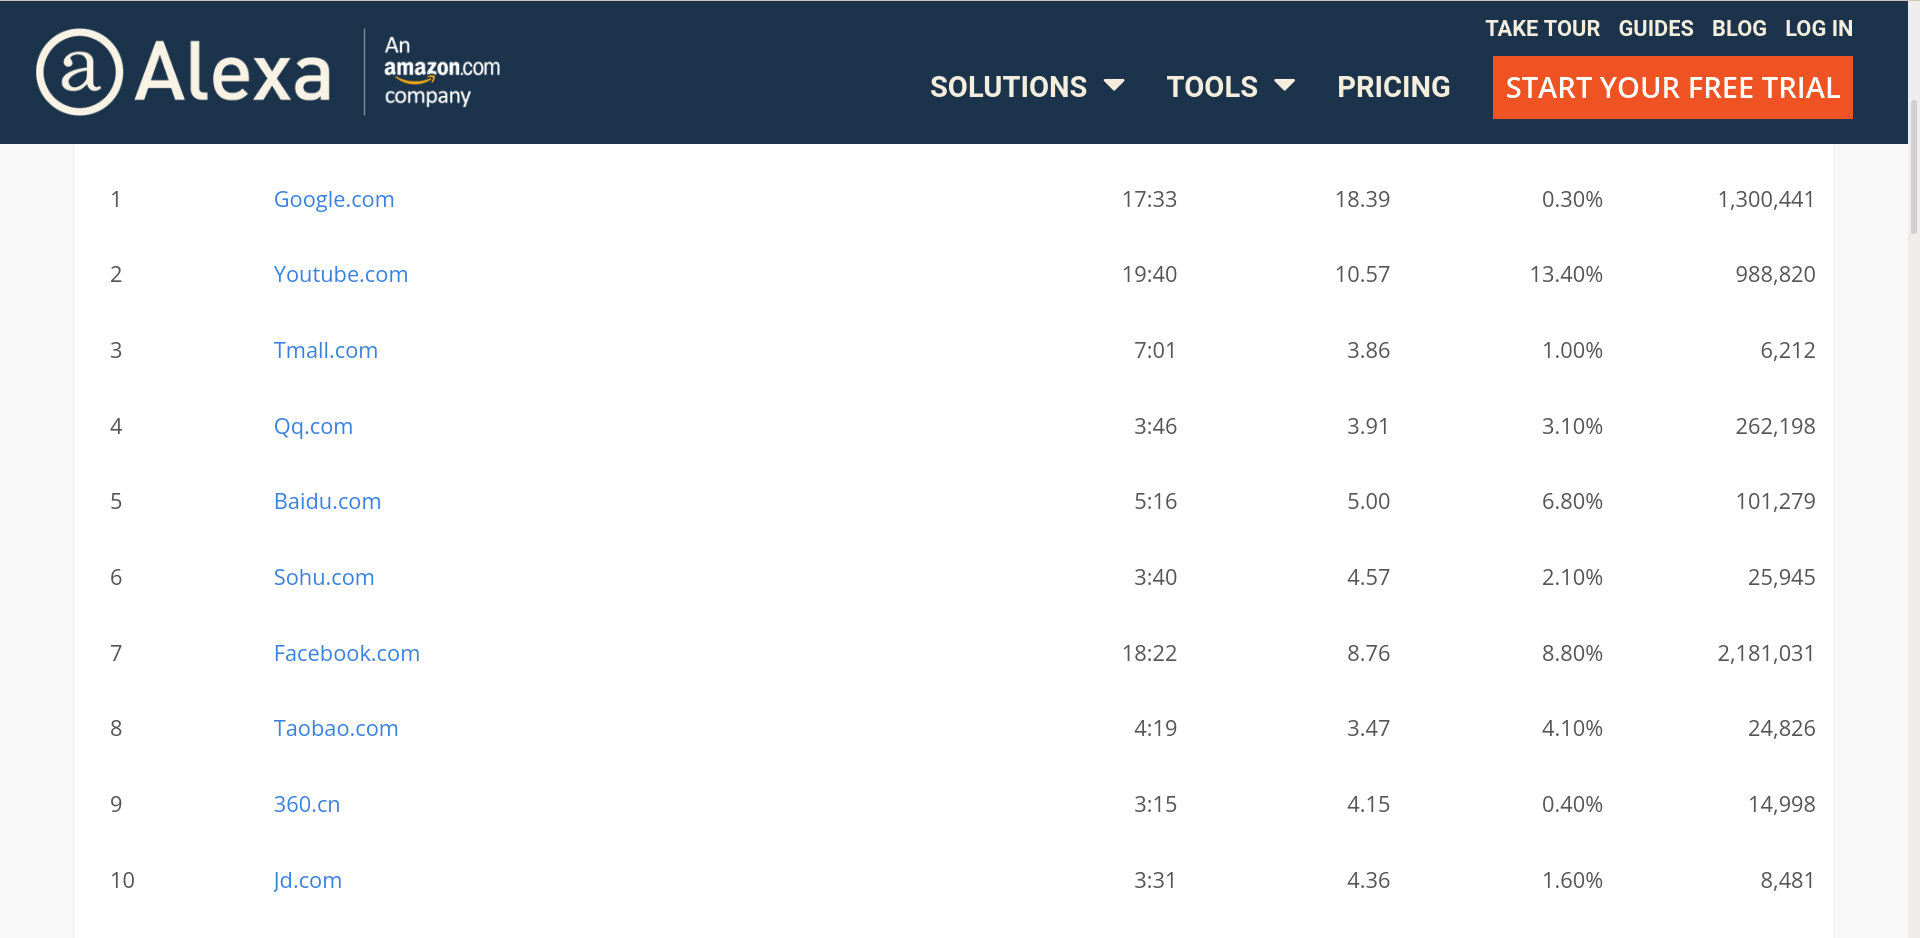 TAKE TOUR GUIDES BLOG LOG IN
a Alexa An amazon.com company
SOLUTIONS TOOLS PRICING START YOUR FREE TRIAL
1 Google.com 17:33 18.39 0.30% 1,300,441
2 Youtube.com 19:40 10.57 13.40% 988,820
3 Tmall.com 7:01 3.86 1.00% 6,212
4 Qq.com 3:46 3.91 3.10% 262,198
5 Baidu.com 5:16 5.00 6.80% 101,279
6 Sohu.com 3:40 4.57 2.10% 25,945
7 Facebook.com 18:22 8.76 8.80% 2,181,031
8 Taobao.com 4:19 3.47 4.10% 24,826
9 360.cn 3:15 4.15 0.40% 14,998
10 Jd.com 3:31 4.36 1.60% 8,481